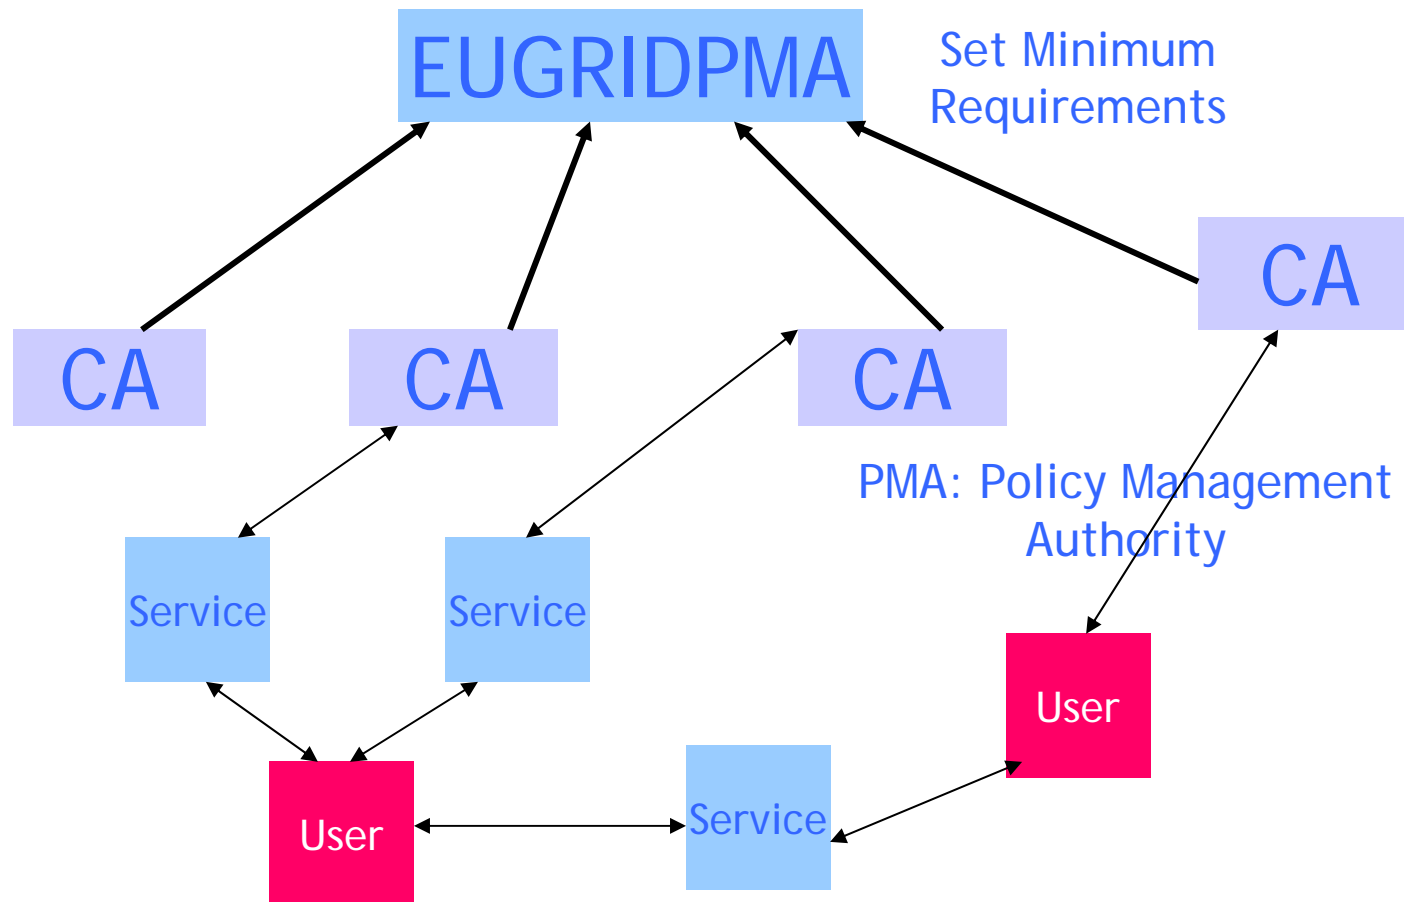 EUGRIDPMA
Set Minimum
Requirements
CA
CA
CA
CA
PMA: Policy Management
Authority
Service
Service
User
Service
User